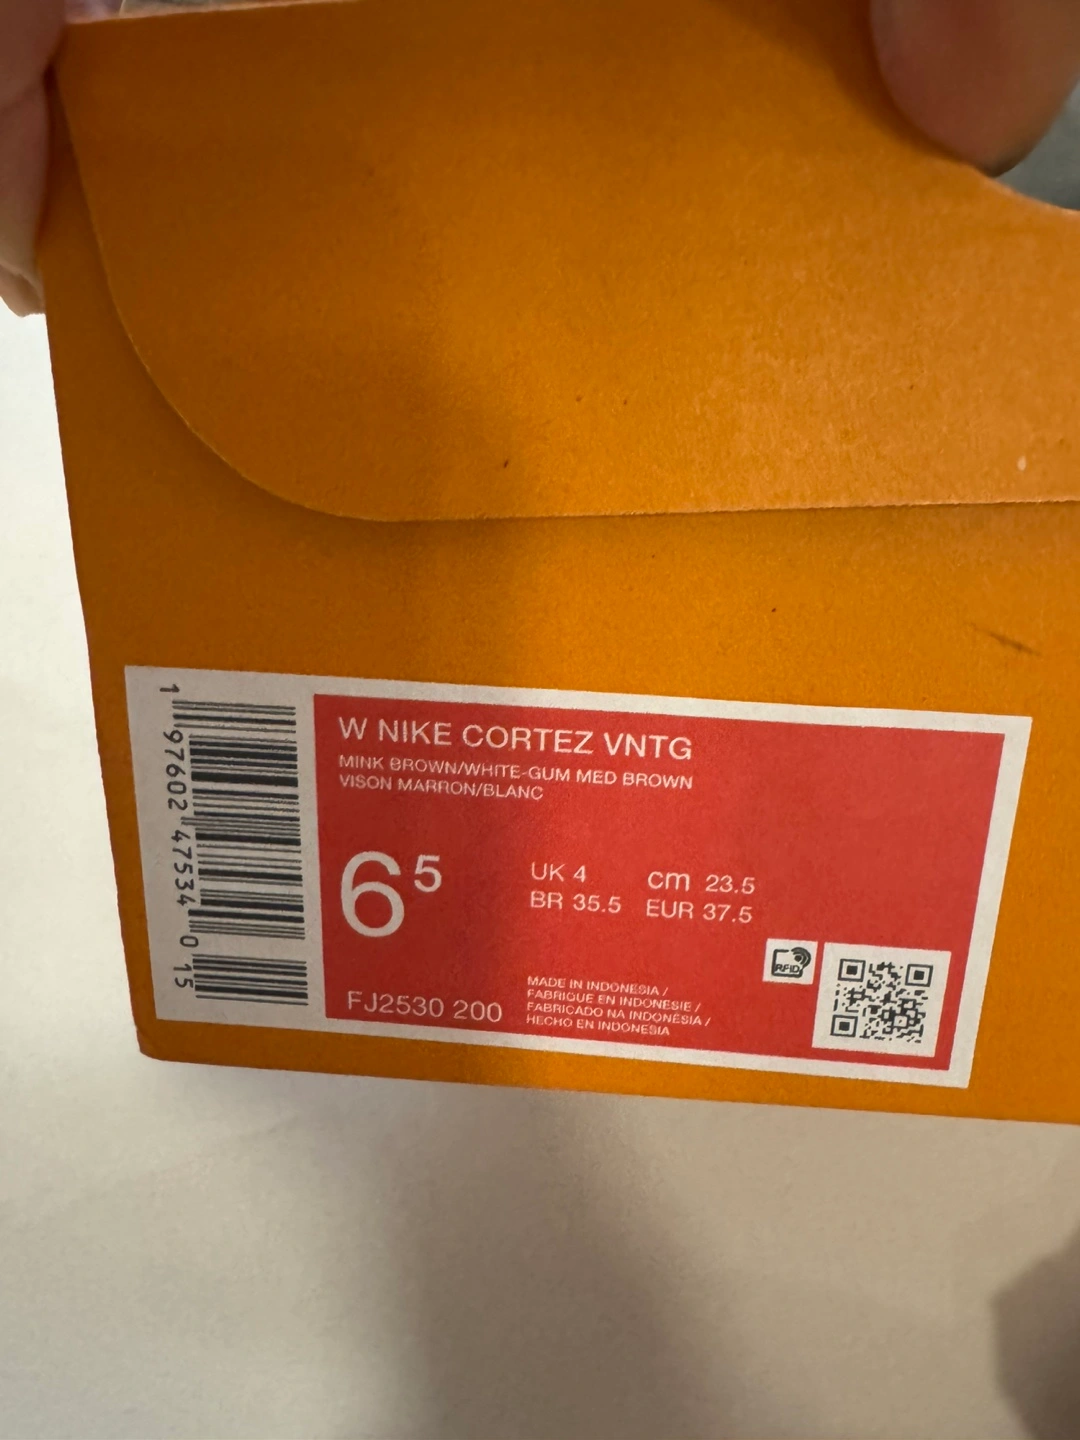 W NIKE CORTEZ VNTG
MINK BROWN/WHITE-GUM MED BROWN
VISON MARRON/BLANC
6 5
UK 4 cm 23.5
BR 35.5 EUR 37.5
FJ2530 200
MADE IN INDONESIA /
FABRIQUE EN INDONESIE /
FABRICADO NA INDONÉSIA /
HECHO EN INDONESIA
RFID
1 97602 47534 0 15